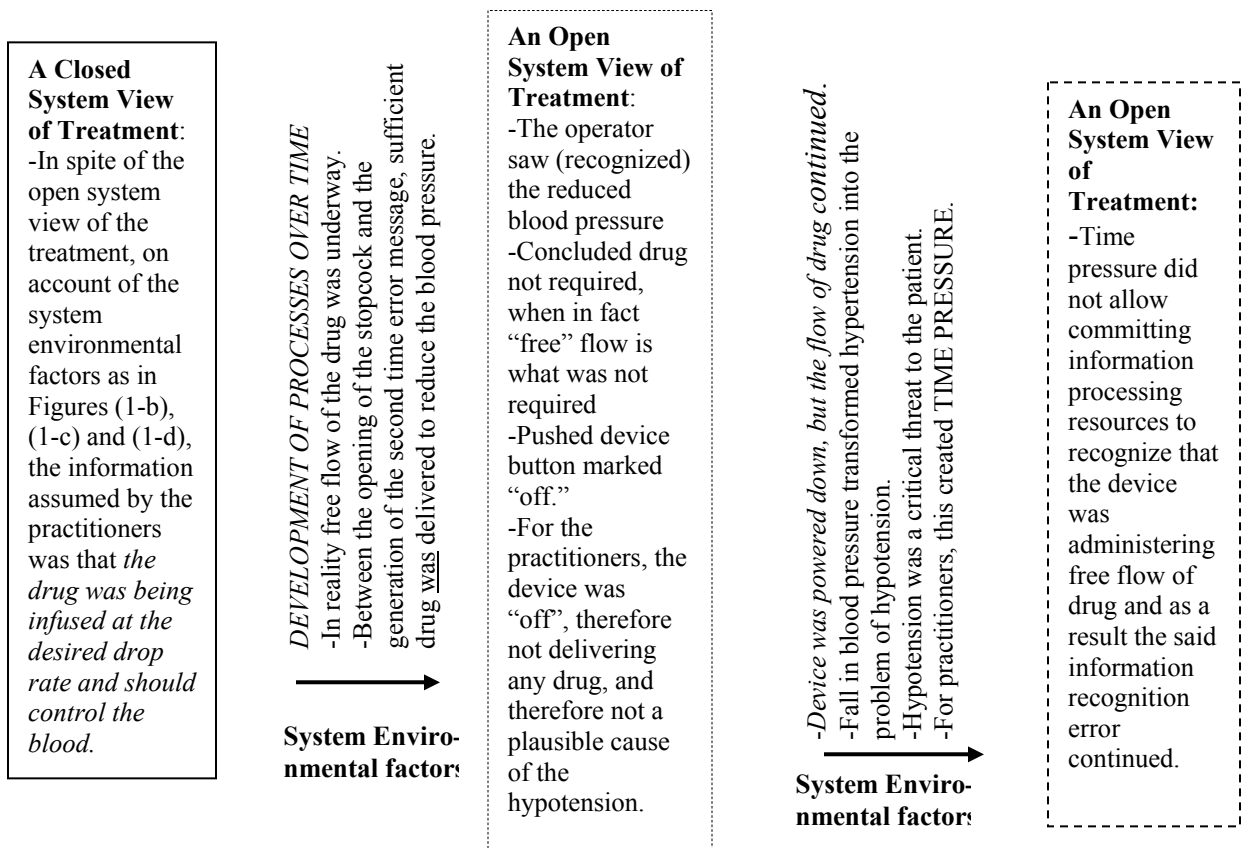 A Closed
System View
of Treatment:
-In spite of the
open system
view of the
treatment, on
account of the
system
environmental
factors as in
Figures (1-b),
(1-c) and (1-d),
the information
assumed by the
practitioners
was that the
drug was being
infused at the
desired drop
rate and should
control the
blood.
DEVELOPMENT OF PROCESSES OVER TIME
-In reality free flow of the drug was underway.
-Between the opening of the stopcock and the
generation of the second time error message, sufficient
drug was delivered to reduce the blood pressure.
System Enviro-
nmental factors
An Open
System View of
Treatment:
-The operator
saw (recognized)
the reduced
blood pressure
-Concluded drug
not required,
when in fact
“free” flow is
what was not
required
-Pushed device
button marked
“off.”
-For the
practitioners, the
device was
“off”, therefore
not delivering
any drug, and
therefore not a
plausible cause
of the
hypotension.
-Device was powered down, but the flow of drug continued.
-Fall in blood pressure transformed hypertension into the
problem of hypotension.
-Hypotension was a critical threat to the patient.
-For practitioners, this created TIME PRESSURE.
System Enviro-
nmental factors
An Open
System View
of
Treatment:
-Time
pressure did
not allow
committing
information
processing
resources to
recognize that
the device
was
administering
free flow of
drug and as a
result the said
information
recognition
error
continued.